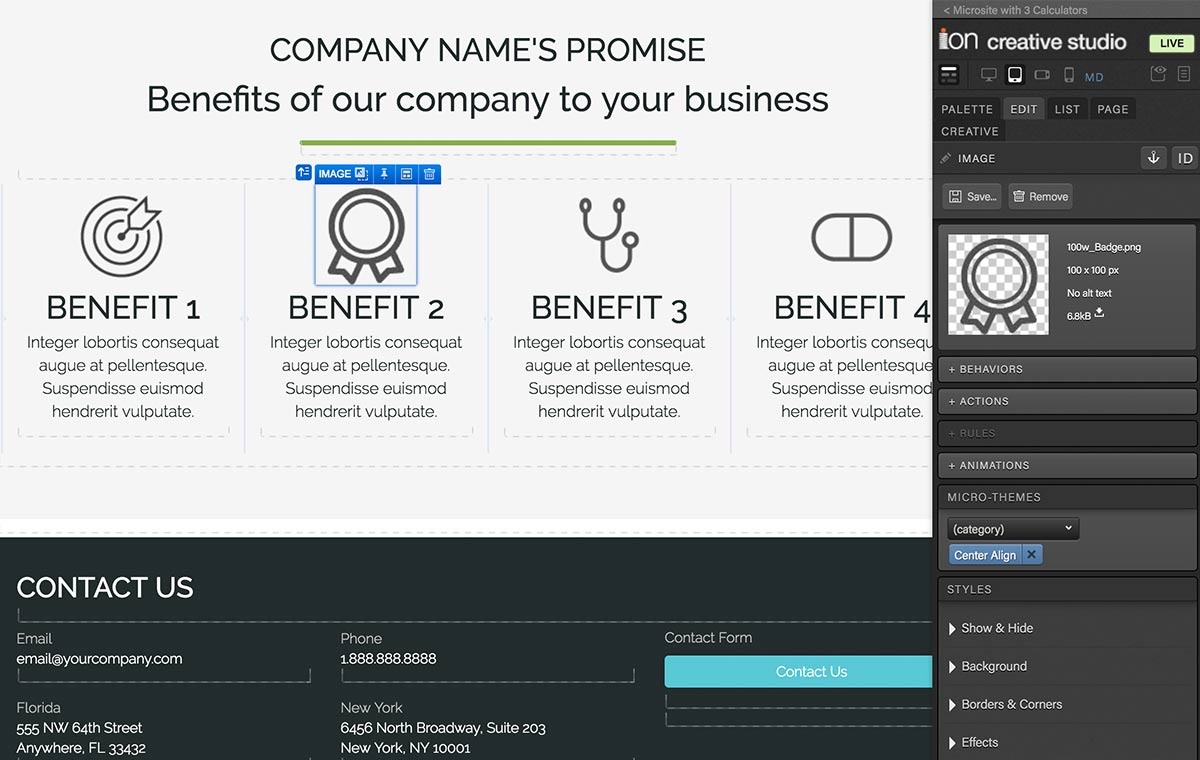 COMPANY NAME'S PROMISE
Benefits of our company to your business
IMAGE
BENEFIT 1
Integer lobortis consequat
augue at pellentesque.
Suspendisse euismod
hendrerit vulputate.
BENEFIT 2
Integer lobortis consequat
augue at pellentesque.
Suspendisse euismod
hendrerit vulputate.
BENEFIT 3
Integer lobortis consequat
augue at pellentesque.
Suspendisse euismod
hendrerit vulputate.
BENEFIT 4
Integer lobortis consequ
augue at pellentesque
Suspendisse euismod
hendrerit vulputate.
CONTACT US
Email
email@yourcompany.com
Phone
1.888.888.8888
Contact Form
Contact Us
Florida
555 NW 64th Street
Anywhere, FL 33432
New York
6456 North Broadway, Suite 203
New York, NY 10001
< Microsite with 3 Calculators
ion creative studio LIVE
MD
PALETTE EDIT LIST PAGE
CREATIVE
IMAGE ID
Save... Remove
100w_Badge.png
100 x 100 px
No alt text
6.8kB
+ BEHAVIORS
+ ACTIONS
+ RULES
+ ANIMATIONS
MICRO-THEMES
(category)
Center Align ✕
STYLES
Show & Hide
Background
Borders & Corners
Effects